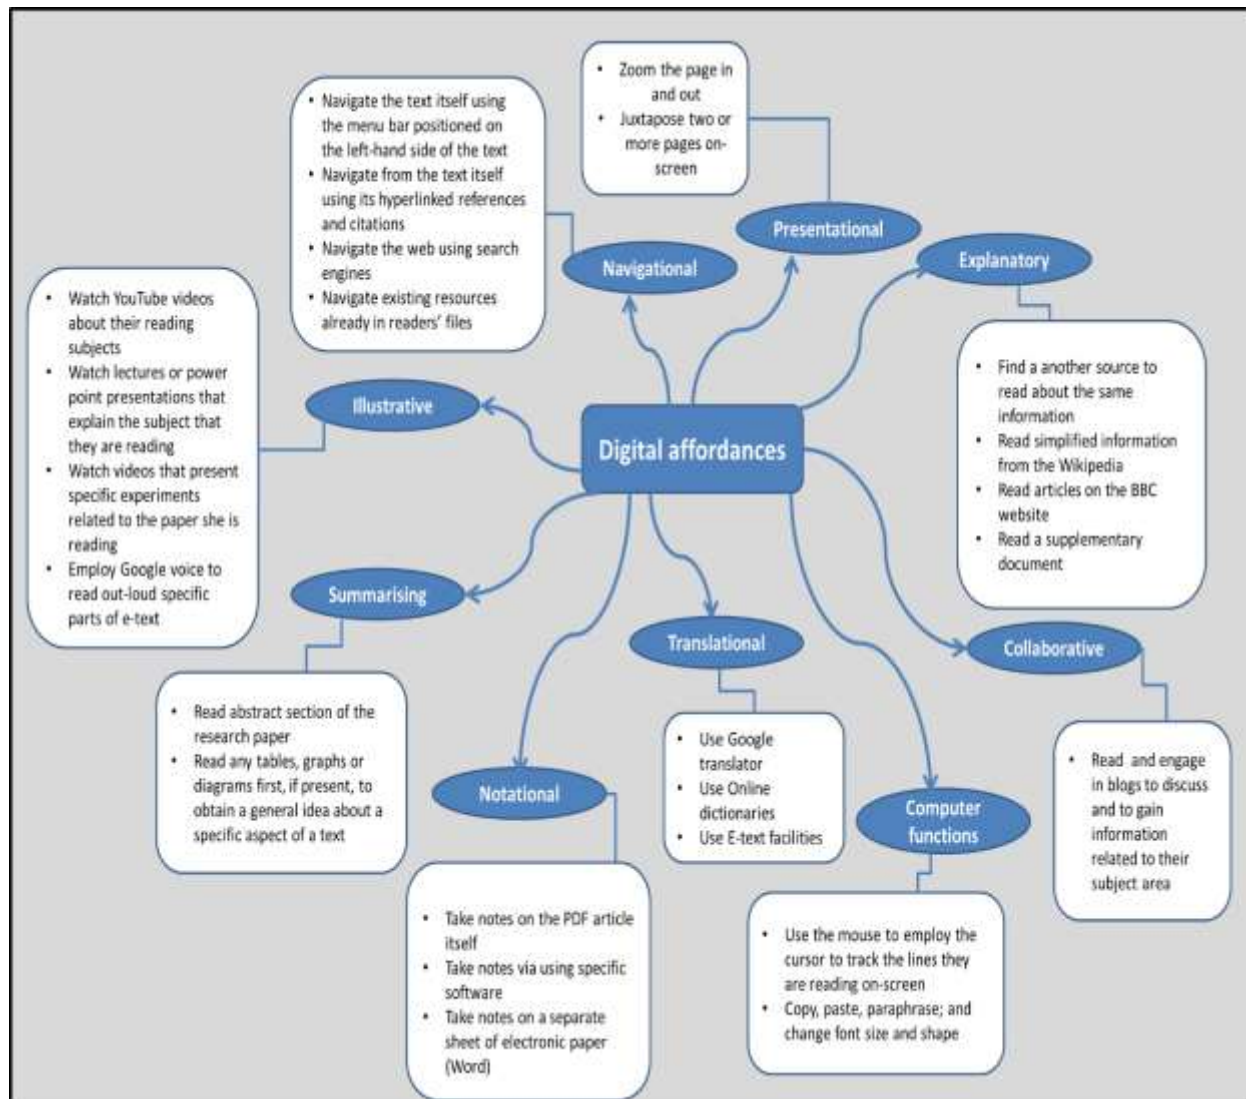 • Zoom the page in
and out
• Juxtapose two or
more pages on-
screen
Presentational
• Navigate the text itself using
the menu bar positioned on
the left-hand side of the text
• Navigate from the text itself
using its hyperlinked references
and citations
• Navigate the web using search
engines
• Navigate existing resources
already in readers' files
Navigational
Explanatory
• Find a another source to
read about the same
information
• Read simplified information
from the Wikipedia
• Read articles on the BBC
website
• Read a supplementary
document
• Watch YouTube videos
about their reading
subjects
• Watch lectures or power
point presentations that
explain the subject that
they are reading
• Watch videos that present
specific experiments
related to the paper she is
reading
• Employ Google voice to
read out-loud specific
parts of e-text
Illustrative
Digital affordances
Summarising
• Read abstract section of the
research paper
• Read any tables, graphs or
diagrams first, if present, to
obtain a general idea about a
specific aspect of a text
Translational
• Use Google
translator
• Use Online
dictionaries
• Use E-text facilities
Collaborative
• Read and engage
in blogs to discuss
and to gain
information
related to their
subject area
Notational
• Take notes on the PDF article
itself
• Take notes via using specific
software
• Take notes on a separate
sheet of electronic paper
(Word)
Computer
functions
• Use the mouse to employ the
cursor to track the lines they
are reading on-screen
• Copy, paste, paraphrase; and
change font size and shape